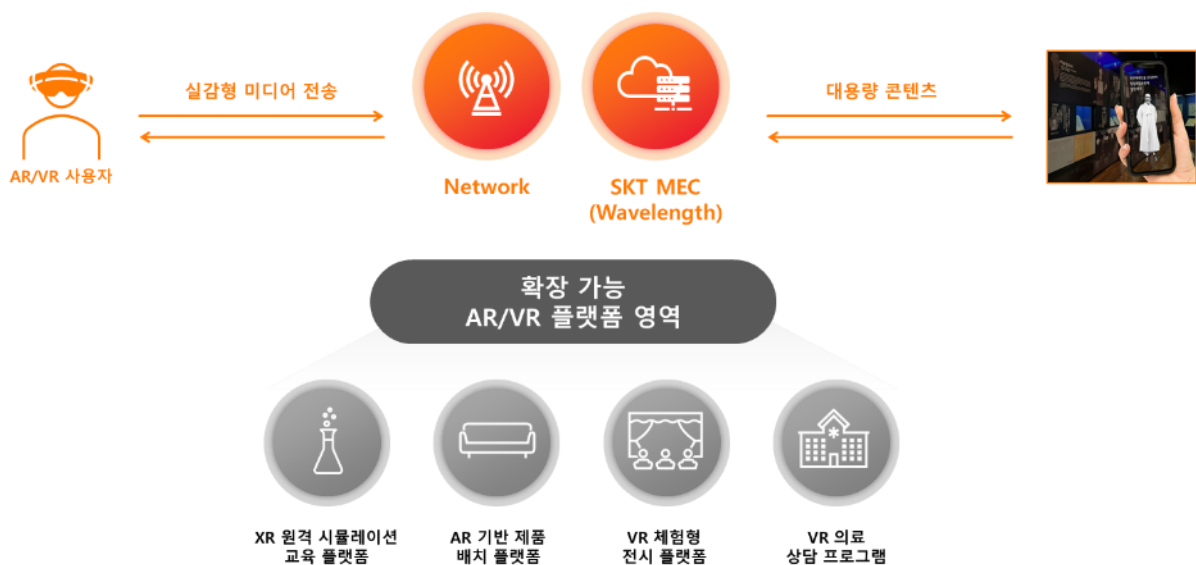 실감형 미디어 전송
대용량 콘텐츠
AR/VR 사용자
Network
SKT MEC
(Wavelength)
확장 가능
AR/VR 플랫폼 영역
XR 원격 시뮬레이션
교육 플랫폼
AR 기반 제품
배치 플랫폼
VR 체험형
전시 플랫폼
VR 의료
상담 프로그램